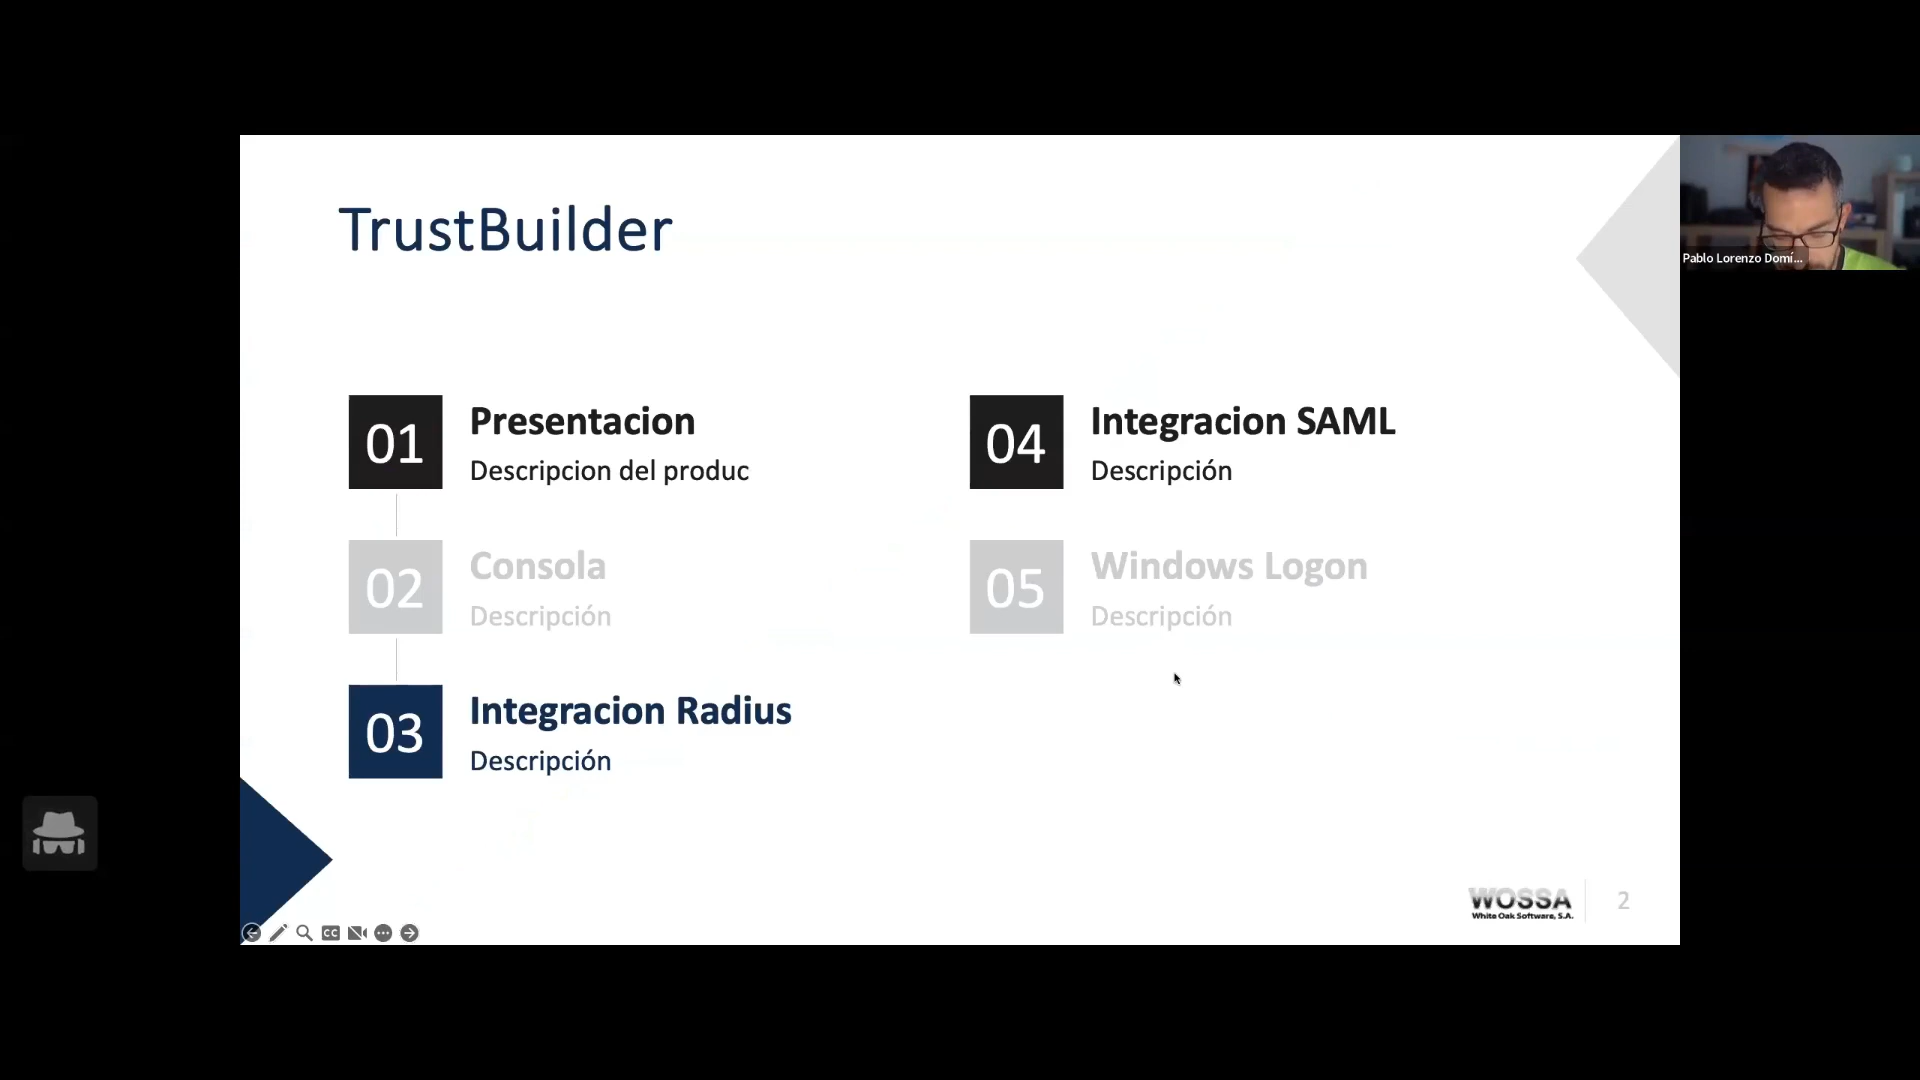 TrustBuilder
01
Presentacion
Descripcion del produc
02
Consola
Descripción
03
Integracion Radius
Descripción
04
Integracion SAML
Descripción
05
Windows Logon
Descripción
WOSSA
White Oak Software, S.A.
2
CC
Pablo Lorenzo Domí...